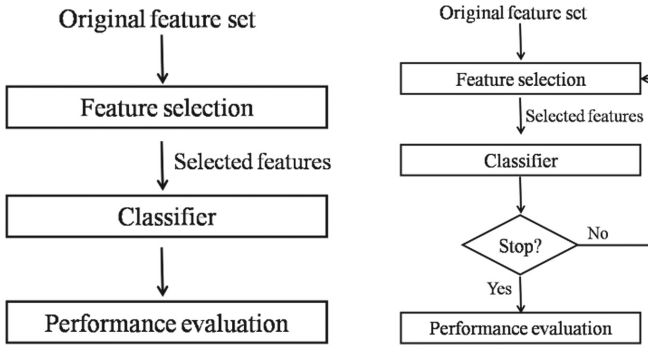 Original feature set
Feature selection
Selected features
Classifier
Performance evaluation
Original feature set
Feature selection
Selected features
Classifier
Stop?
No
Yes
Performance evaluation